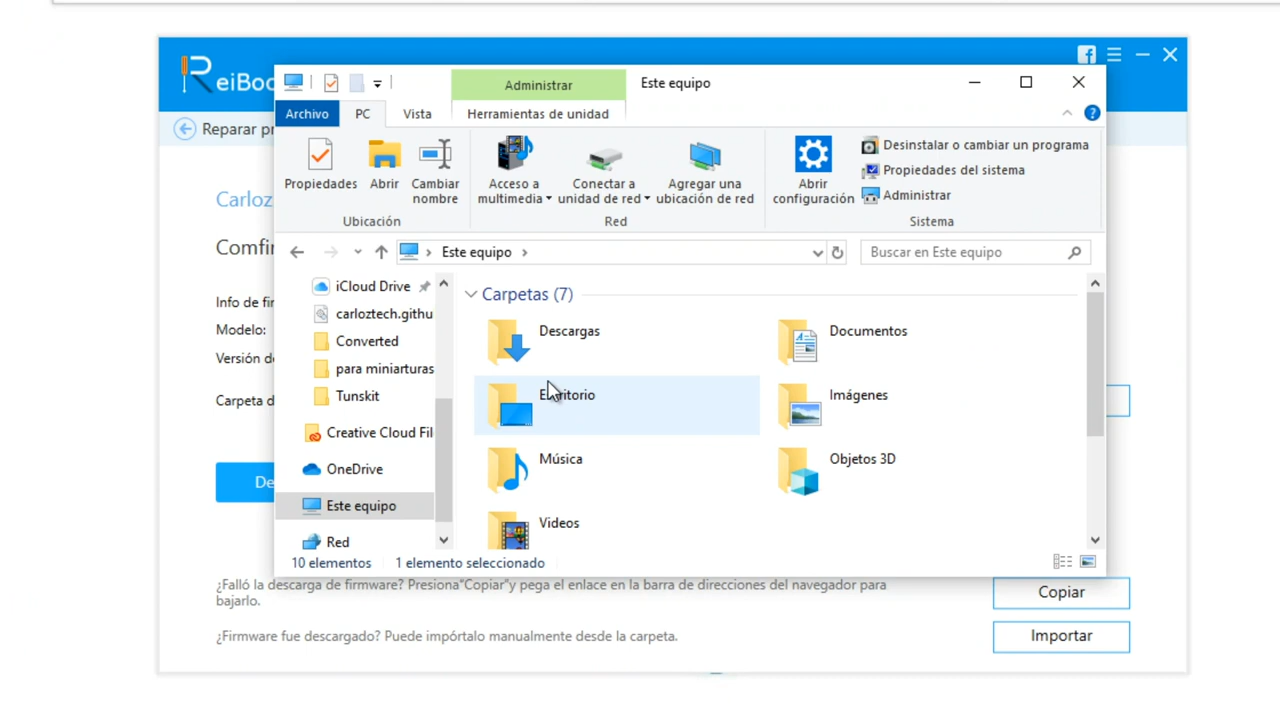 ReiBoo
Administrar
Este equipo
Archivo
PC
Vista
Herramientas de unidad
Reparar pr
Propiedades
Abrir
Cambiar
nombre
Ubicación
Acceso a
multimedia
Conectar a
unidad de red
Agregar una
ubicación de red
Red
Abrir
configuración
Desinstalar o cambiar un programa
Propiedades del sistema
Administrar
Sistema
Carloz
Comfir
Este equipo
Buscar en Este equipo
Info de fir
Modelo:
Versión de
Carpeta d
De
iCloud Drive
carloztech.githu
Converted
para miniarturas
Tunskit
Creative Cloud Fil
OneDrive
Este equipo
Red
Carpetas (7)
Descargas
Documentos
Imágenes
Música
Objetos 3D
Videos
10 elementos
1 elemento seleccionado
¿Falló la descarga de firmware? Presiona"Copiar"y pega el enlace en la barra de direcciones del navegador para
bajarlo.
Copiar
¿Firmware fue descargado? Puede impórtalo manualmente desde la carpeta.
Importar